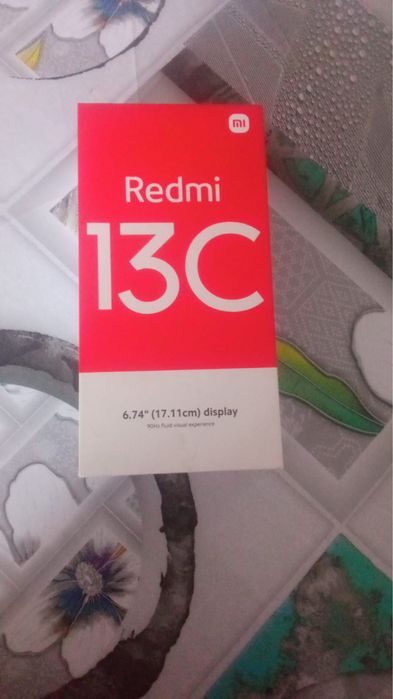 mi
Redmi
13C
6.74" (17.11cm) display
90Hz fluid visual experience